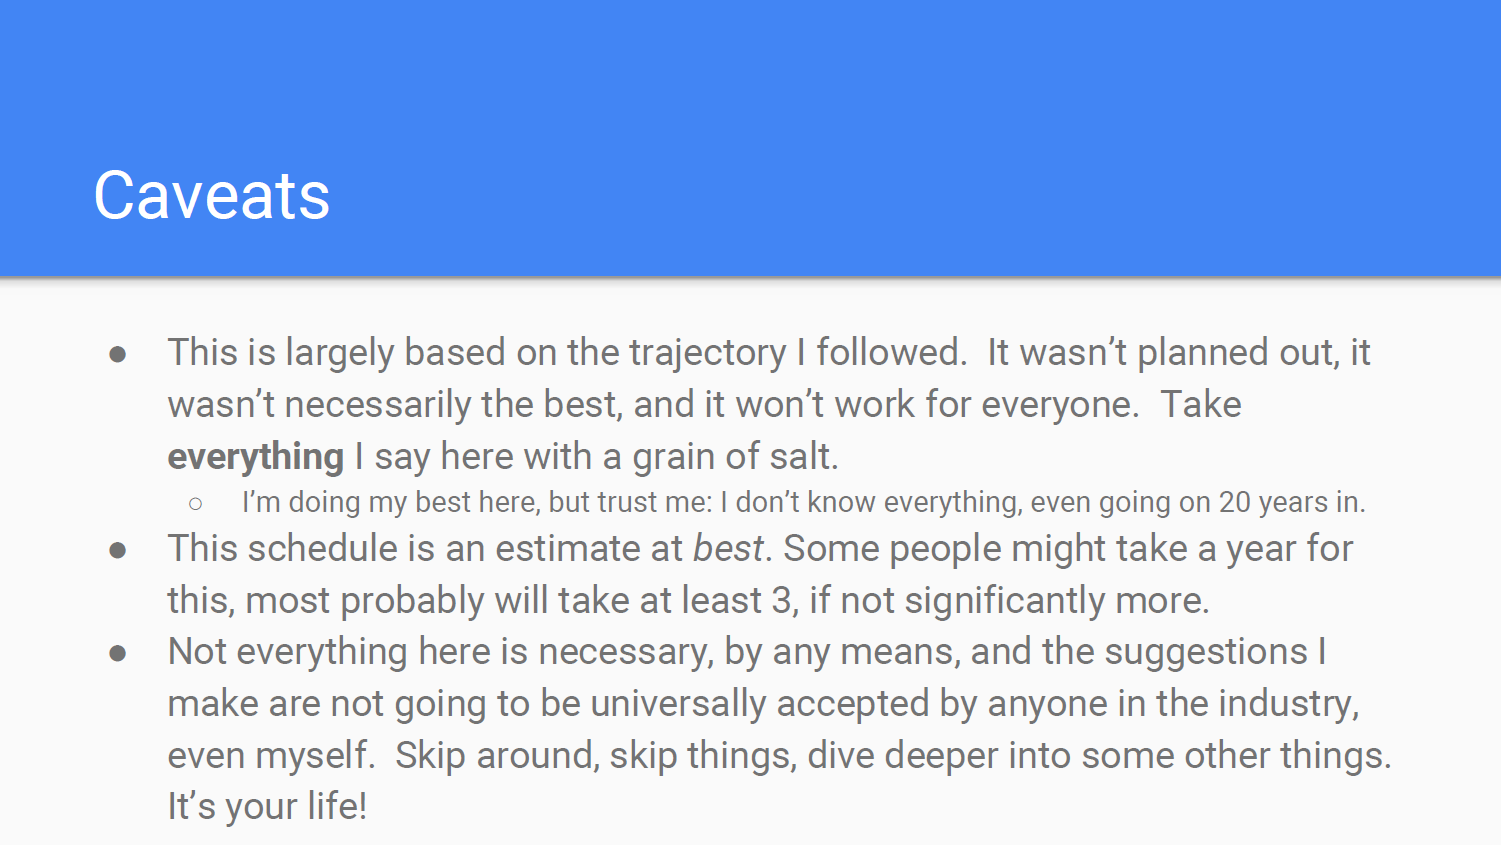 Caveats
● This is largely based on the trajectory I followed.  It wasn’t planned out, it
wasn’t necessarily the best, and it won’t work for everyone.  Take
everything I say here with a grain of salt.
○ I’m doing my best here, but trust me: I don’t know everything, even going on 20 years in.
● This schedule is an estimate at best. Some people might take a year for
this, most probably will take at least 3, if not significantly more.
● Not everything here is necessary, by any means, and the suggestions I
make are not going to be universally accepted by anyone in the industry,
even myself.  Skip around, skip things, dive deeper into some other things.
It’s your life!